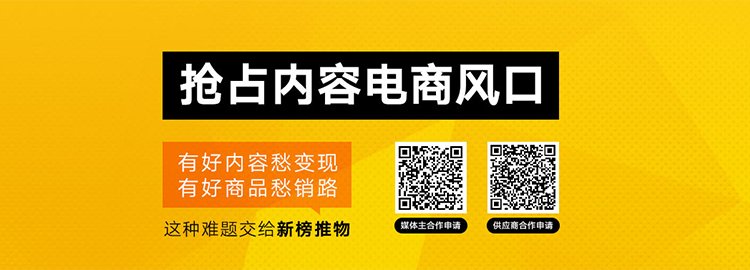 抢占内容电商风口
有好内容愁变现
有好商品愁销路
这种难题交给新榜推物
媒体主合作申请
供应商合作申请